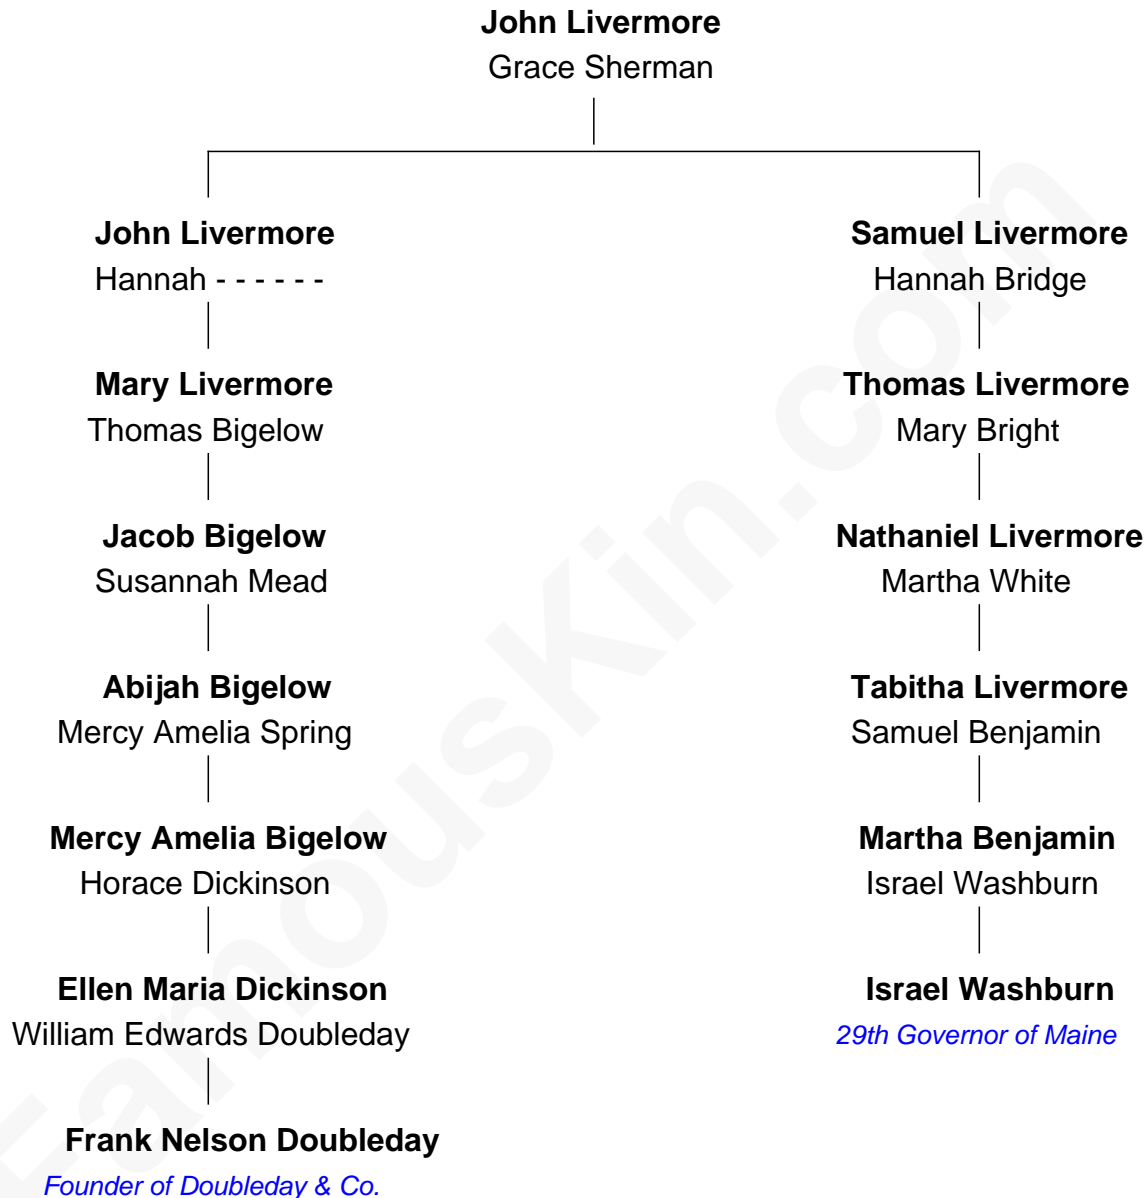 John Livermore
Grace Sherman
John Livermore
Hannah - - - - - -
Samuel Livermore
Hannah Bridge
Mary Livermore
Thomas Bigelow
Thomas Livermore
Mary Bright
Jacob Bigelow
Susannah Mead
Nathaniel Livermore
Martha White
Abijah Bigelow
Mercy Amelia Spring
Tabitha Livermore
Samuel Benjamin
Mercy Amelia Bigelow
Horace Dickinson
Martha Benjamin
Israel Washburn
Ellen Maria Dickinson
William Edwards Doubleday
Israel Washburn
29th Governor of Maine
Frank Nelson Doubleday
Founder of Doubleday & Co.
FamousKin.com